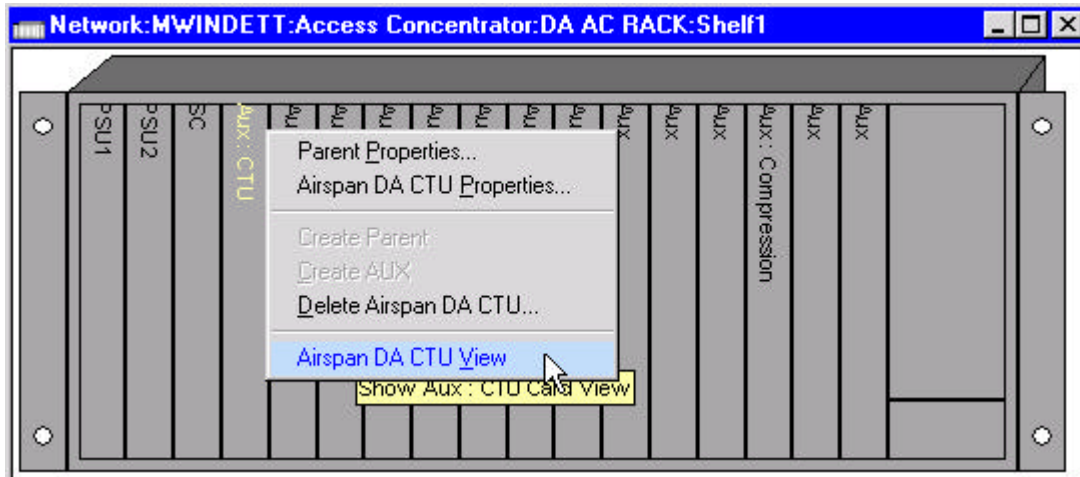 Network:MWINDETT:Access Concentrator:DA AC RACK:Shelf1
PSU1
PSU2
SC
Aux : CTU
Aux
Aux
Aux
Aux : Compression
Aux
Aux
Parent Properties...
Airspan DA CTU Properties...
Create Parent
Create AUX
Delete Airspan DA CTU...
Airspan DA CTU View
Show Aux : CTU Card View